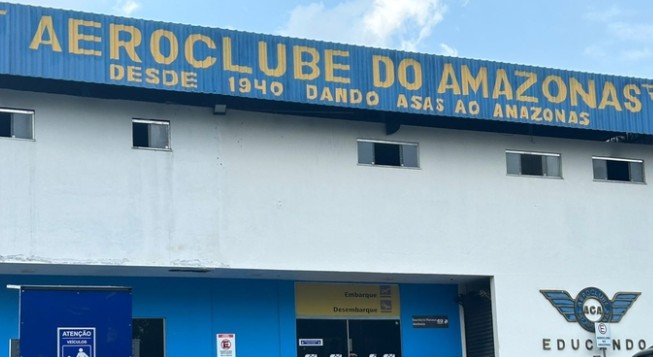 AEROCLUBE DO AMAZONAS
DESDE 1940 DANDO ASAS AO AMAZONAS
Embarque
Desembarque
ACA
EDUCANDO
ATENÇÃO
VEÍCULOS